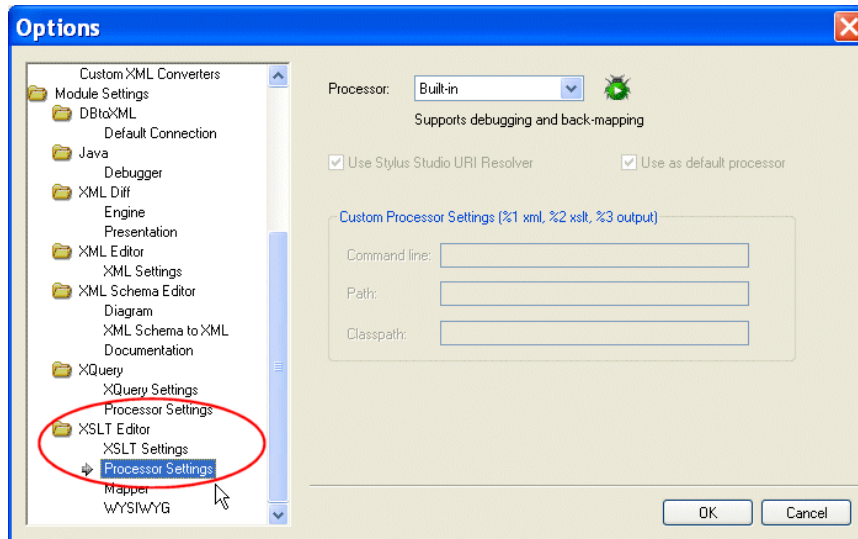 Options
Custom XML Converters
Module Settings
DBtoXML
Default Connection
Java
Debugger
XML Diff
Engine
Presentation
XML Editor
XML Settings
XML Schema Editor
Diagram
XML Schema to XML
Documentation
XQuery
XQuery Settings
Processor Settings
XSLT Editor
XSLT Settings
Processor Settings
Mapper
WYSIWYG
Processor: Built-in
Supports debugging and back-mapping
Use Stylus Studio URI Resolver Use as default processor
Custom Processor Settings (%1 xml, %2 xslt, %3 output)
Command line:
Path:
Classpath:
OK Cancel